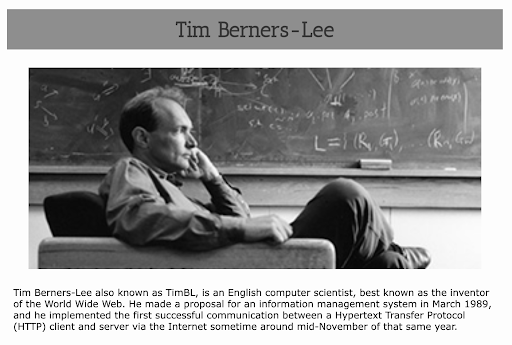 Tim Berners-Lee
Tim Berners-Lee also known as TimBL, is an English computer scientist, best known as the inventor
of the World Wide Web. He made a proposal for an information management system in March 1989,
and he implemented the first successful communication between a Hypertext Transfer Protocol
(HTTP) client and server via the Internet sometime around mid-November of that same year.